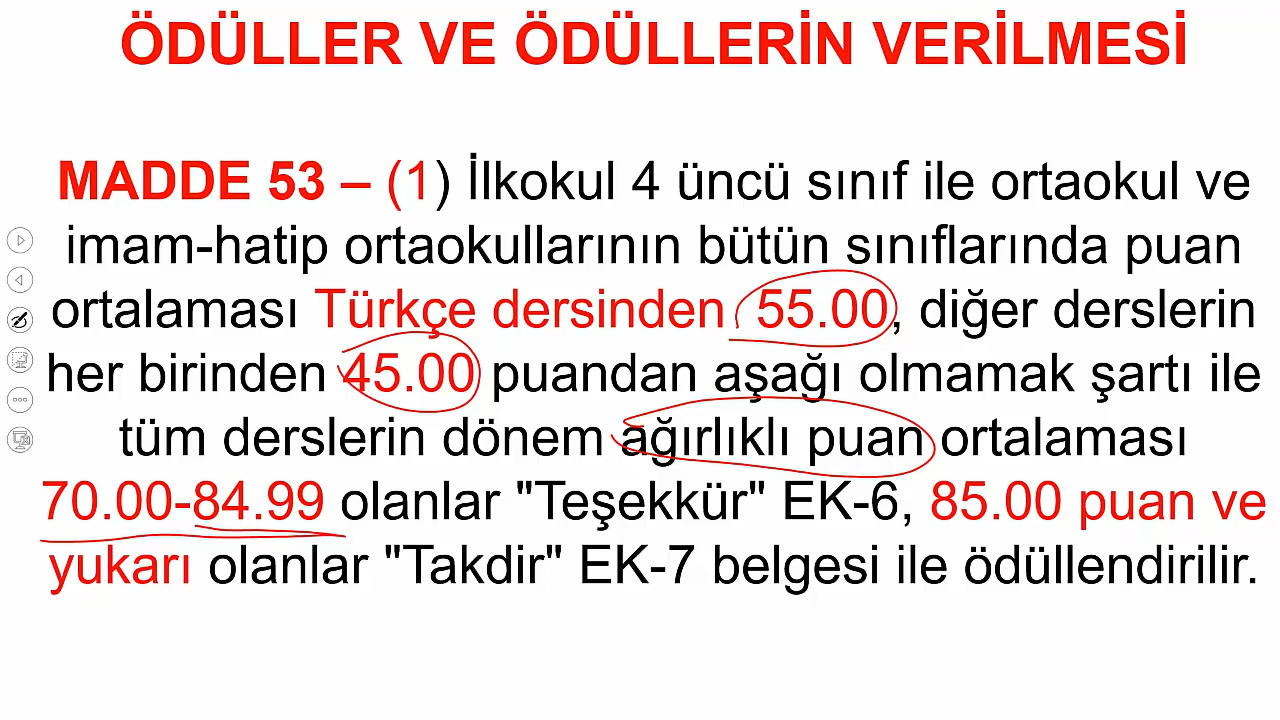 ÖDÜLLER VE ÖDÜLLERİN VERİLMESİ
MADDE 53 – (1) İlkokul 4 üncü sınıf ile ortaokul ve
imam-hatip ortaokullarının bütün sınıflarında puan
ortalaması Türkçe dersinden 55.00, diğer derslerin
her birinden 45.00 puandan aşağı olmamak şartı ile
tüm derslerin dönem ağırlıklı puan ortalaması
70.00-84.99 olanlar "Teşekkür" EK-6, 85.00 puan ve
yukarı olanlar "Takdir" EK-7 belgesi ile ödüllendirilir.